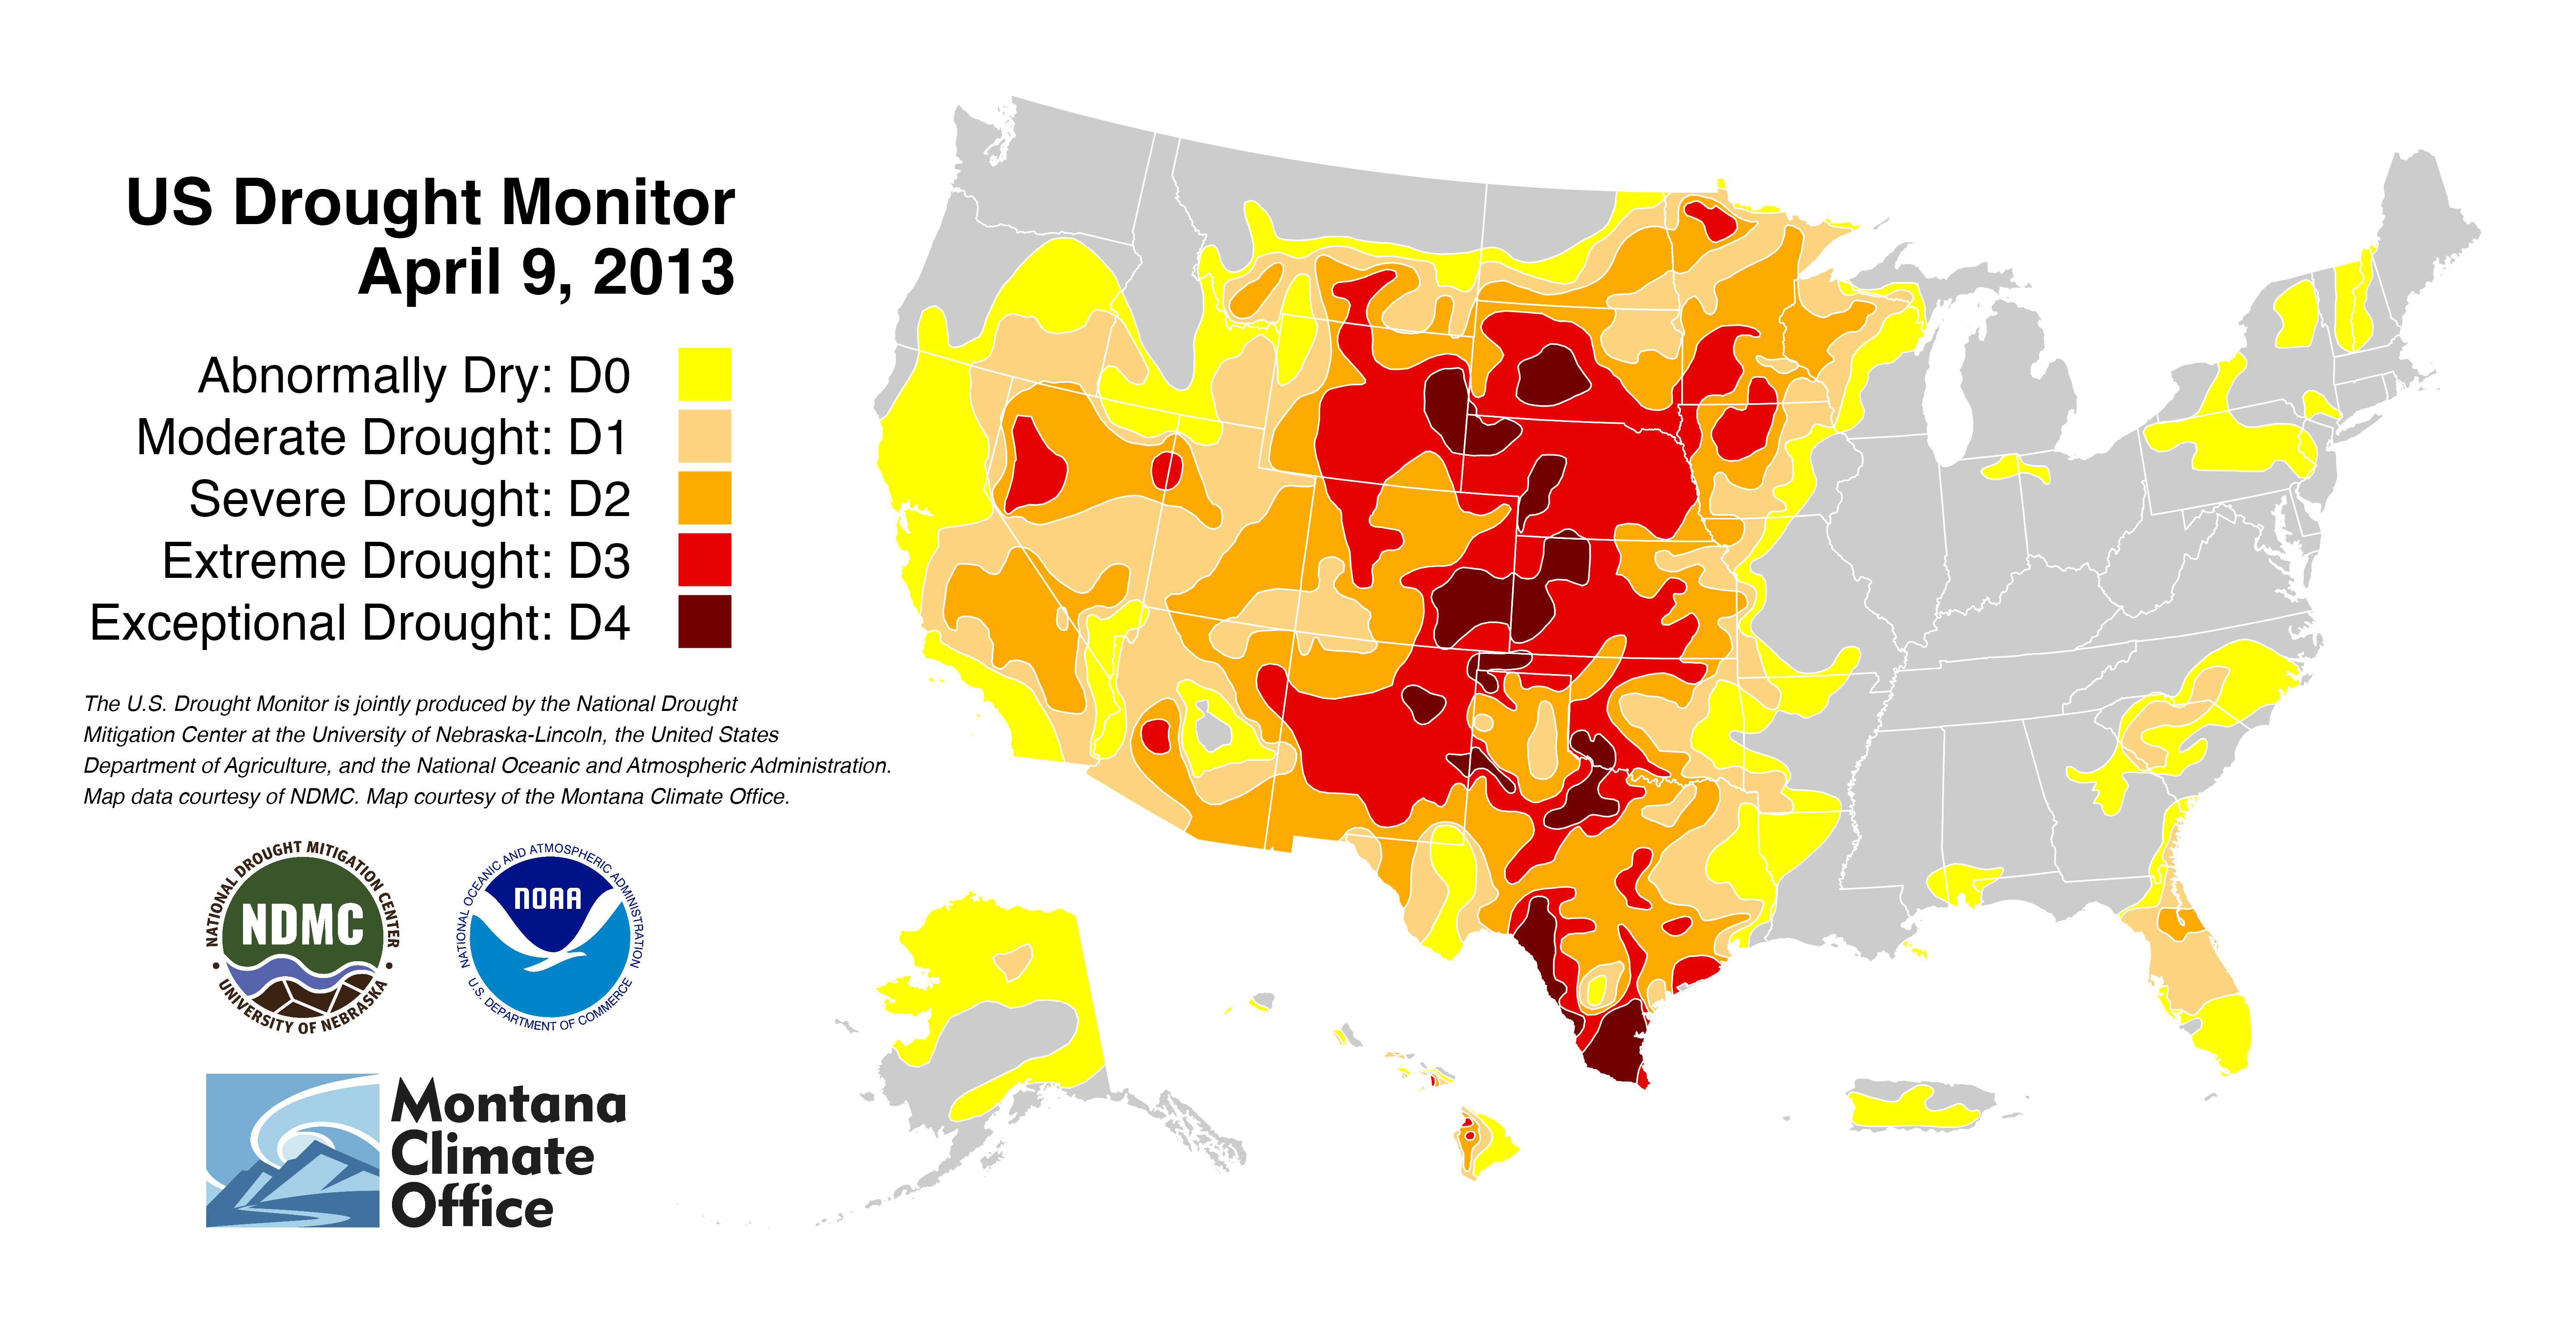 US Drought Monitor
April 9, 2013
Abnormally Dry: D0
Moderate Drought: D1
Severe Drought: D2
Extreme Drought: D3
Exceptional Drought: D4
The U.S. Drought Monitor is jointly produced by the National Drought
Mitigation Center at the University of Nebraska-Lincoln, the United States
Department of Agriculture, and the National Oceanic and Atmospheric Administration.
Map data courtesy of NDMC. Map courtesy of the Montana Climate Office.
NATIONAL DROUGHT MITIGATION CENTER
NDMC
• UNIVERSITY OF NEBRASKA •
NATIONAL OCEANIC AND ATMOSPHERIC ADMINISTRATION
NOAA
U.S. DEPARTMENT OF COMMERCE
Montana
Climate
Office